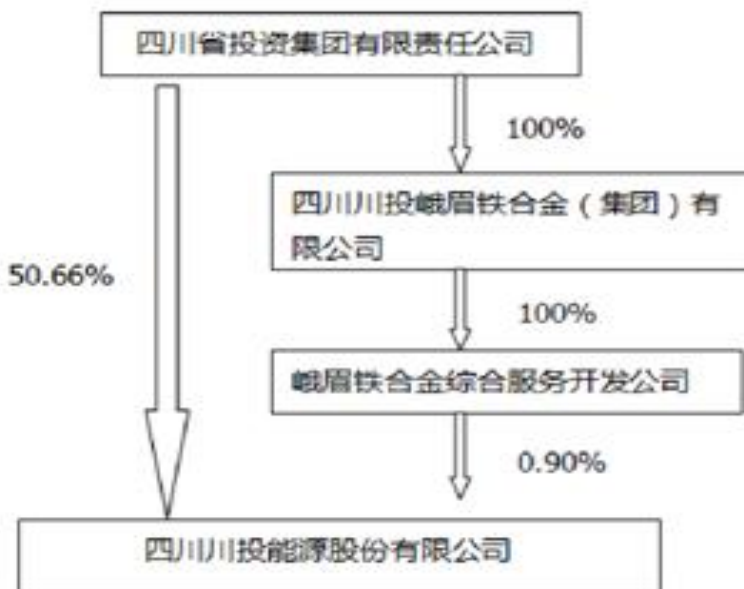 四川省投资集团有限责任公司
100%
四川川投峨眉铁合金（集团）有
限公司
50.66%
100%
峨眉铁合金综合服务开发公司
0.90%
四川川投能源股份有限公司